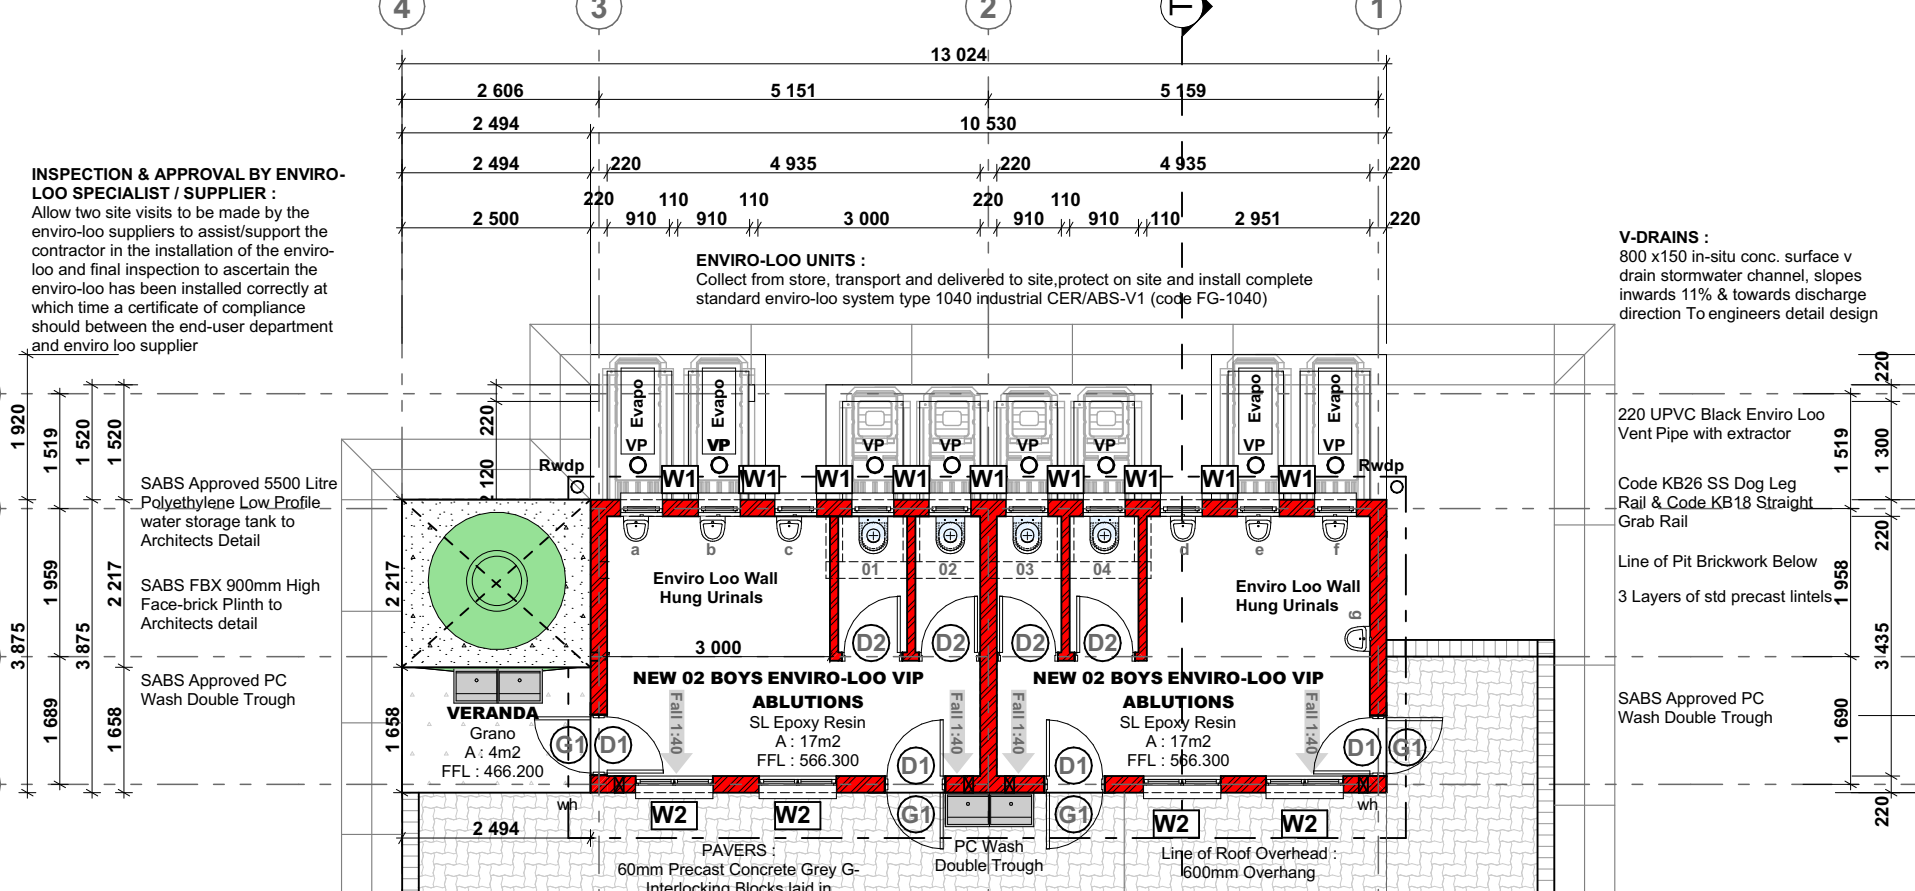 4
3
2
T
1
13 024
2 606
5 151
5 159
2 494
10 530
2 494
220
4 935
220
4 935
220
220
110
110
220
110
2 500
910
910
3 000
910
910
110
2 951
220
INSPECTION & APPROVAL BY ENVIRO-
LOO SPECIALIST / SUPPLIER :
Allow two site visits to be made by the
enviro-loo suppliers to assist/support the
contractor in the installation of the enviro-
loo and final inspection to ascertain the
enviro-loo has been installed correctly at
which time a certificate of compliance
should between the end-user department
and enviro loo supplier
ENVIRO-LOO UNITS :
Collect from store, transport and delivered to site,protect on site and install complete
standard enviro-loo system type 1040 industrial CER/ABS-V1 (code FG-1040)
V-DRAINS :
800 x150 in-situ conc. surface v
drain stormwater channel, slopes
inwards 11% & towards discharge
direction To engineers detail design
1 920
1 519
1 520
1 520
220
2 120
Evapo
Evapo
Evapo
Evapo
VP
VP
VP
VP
VP
VP
VP
VP
220
1 519
1 300
220 UPVC Black Enviro Loo
Vent Pipe with extractor
Rwdp
W1
W1
W1
W1
W1
W1
W1
W1
W1
Rwdp
SABS Approved 5500 Litre
Polyethylene Low Profile
water storage tank to
Architects Detail
Code KB26 SS Dog Leg
Rail & Code KB18 Straight
Grab Rail
220
a
b
c
01
02
03
04
d
e
f
g
Line of Pit Brickwork Below
3 Layers of std precast lintels
SABS FBX 900mm High
Face-brick Plinth to
Architects detail
3 875
1 959
3 875
2 217
2 217
Enviro Loo Wall
Hung Urinals
Enviro Loo Wall
Hung Urinals
1 958
3 435
D2
D2
D2
D2
3 000
SABS Approved PC
Wash Double Trough
1 689
1 658
1 658
NEW 02 BOYS ENVIRO-LOO VIP
ABLUTIONS
SL Epoxy Resin
A : 17m2
FFL : 566.300
NEW 02 BOYS ENVIRO-LOO VIP
ABLUTIONS
SL Epoxy Resin
A : 17m2
FFL : 566.300
Fall 1:40
Fall 1:40
Fall 1:40
Fall 1:40
SABS Approved PC
Wash Double Trough
1 690
220
VERANDA
Grano
A : 4m2
FFL : 466.200
G1
D1
D1
D1
D1
G1
wh
W2
W2
G1
G1
W2
W2
wh
2 494
PAVERS :
60mm Precast Concrete Grey G-
Interlocking Blocks laid in
PC Wash
Double Trough
Line of Roof Overhead :
600mm Overhang